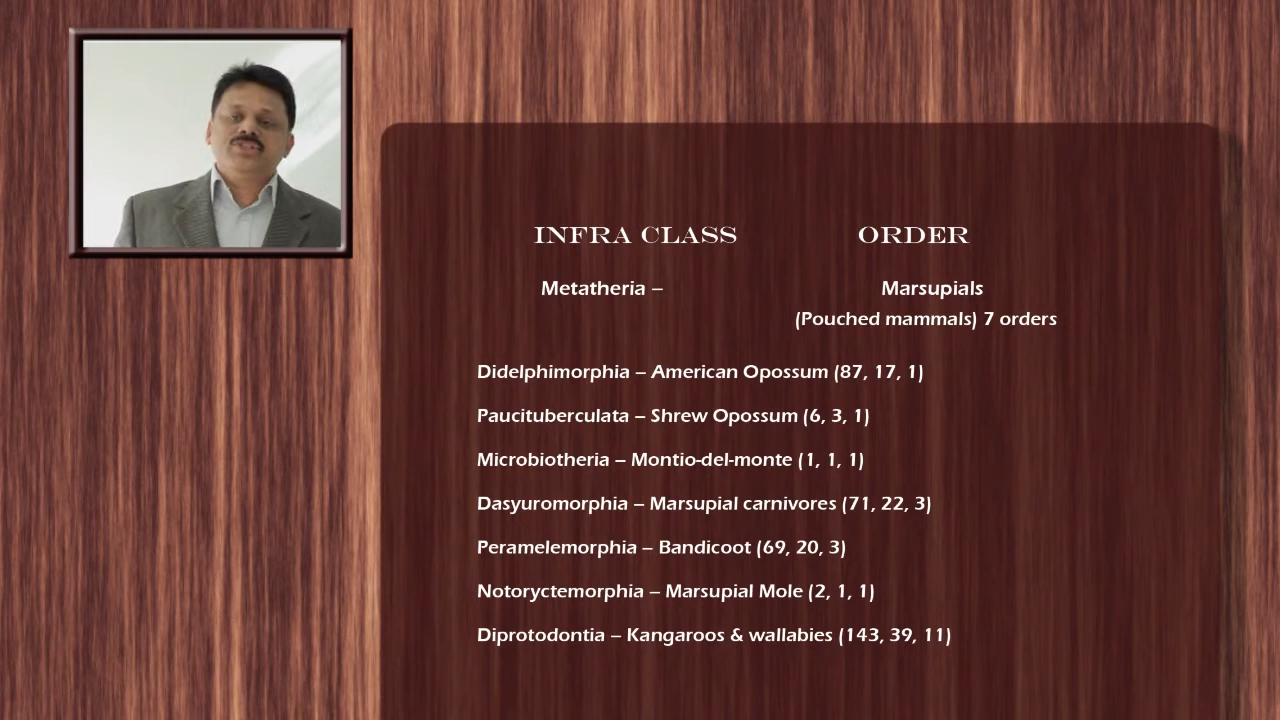 INFRA CLASS ORDER
Metatheria – Marsupials
(Pouched mammals) 7 orders
Didelphimorphia – American Opossum (87, 17, 1)
Paucituberculata – Shrew Opossum (6, 3, 1)
Microbiotheria – Montio-del-monte (1, 1, 1)
Dasyuromorphia – Marsupial carnivores (71, 22, 3)
Peramelemorphia – Bandicoot (69, 20, 3)
Notoryctemorphia – Marsupial Mole (2, 1, 1)
Diprotodontia – Kangaroos & wallabies (143, 39, 11)